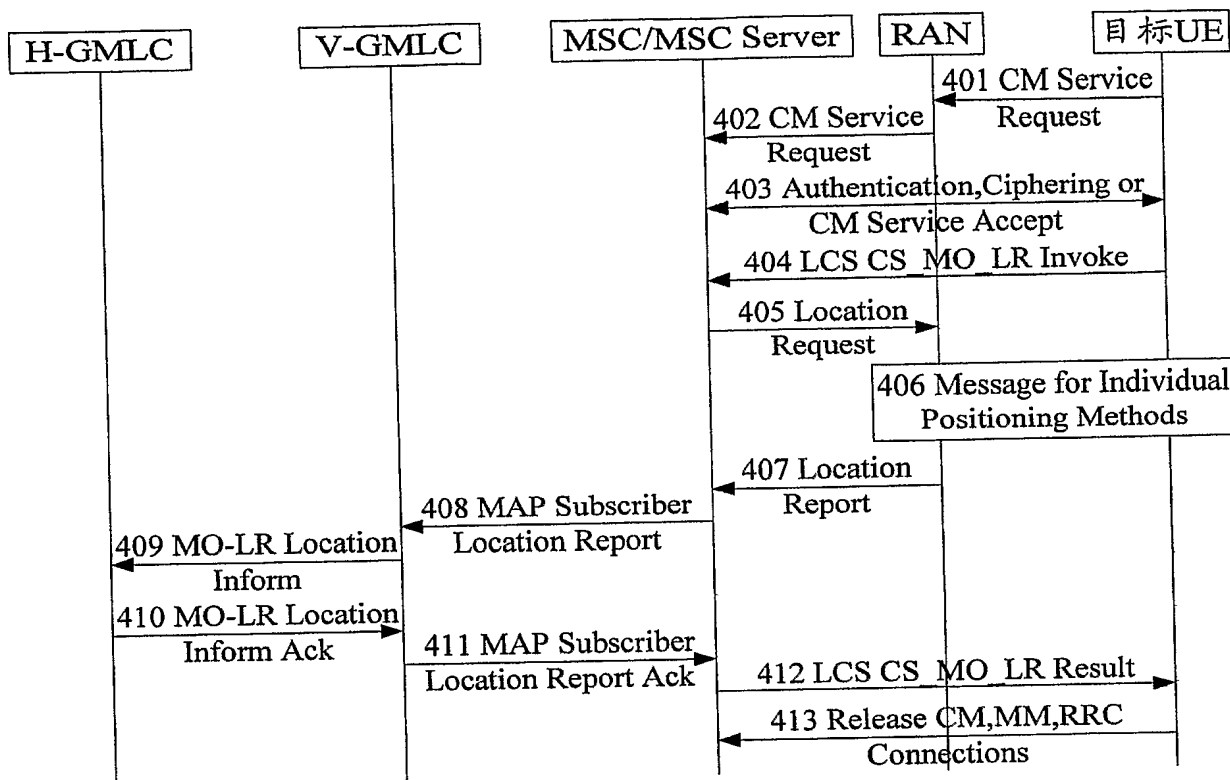 H-GMLC
V-GMLC
MSC/MSC Server
RAN
目标UE
401 CM Service
Request
402 CM Service
Request
403 Authentication,Ciphering or
CM Service Accept
404 LCS CS_MO_LR Invoke
405 Location
Request
406 Message for Individual
Positioning Methods
407 Location
Report
408 MAP Subscriber
Location Report
409 MO-LR Location
Inform
410 MO-LR Location
Inform Ack
411 MAP Subscriber
Location Report Ack
412 LCS CS_MO_LR Result
413 Release CM,MM,RRC
Connections